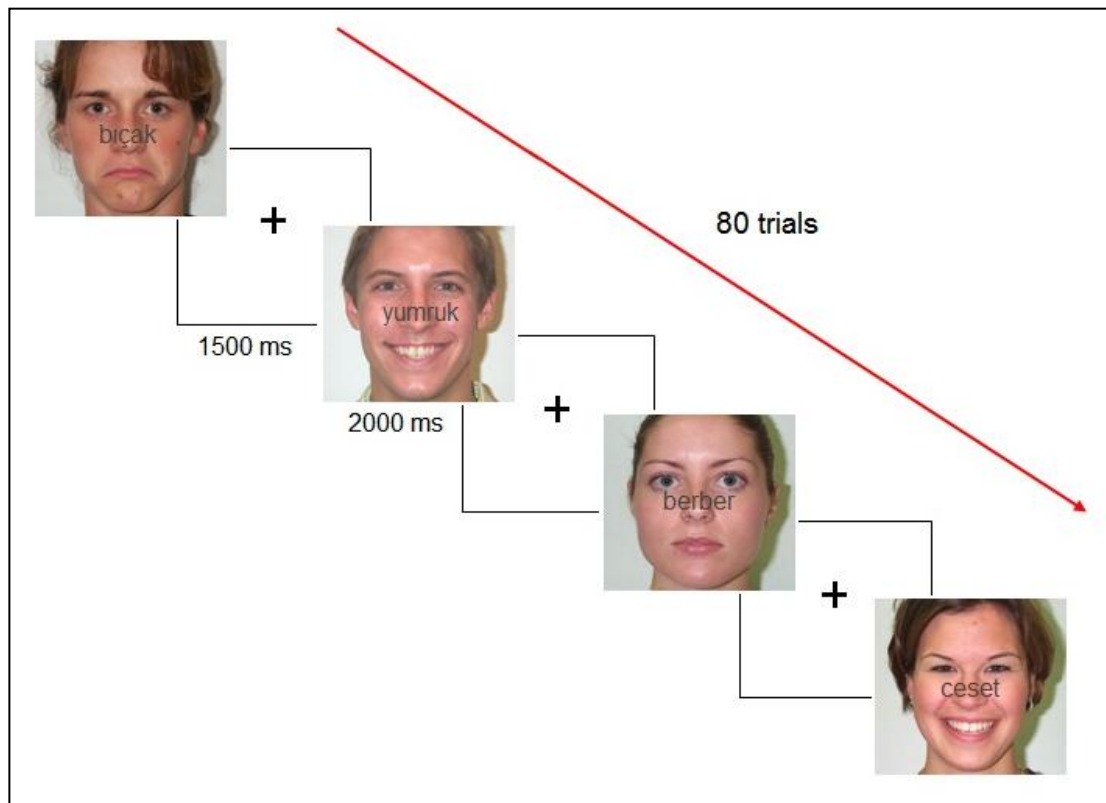 bıçak
+
80 trials
yumruk
1500 ms
+
2000 ms
berber
+
ceset